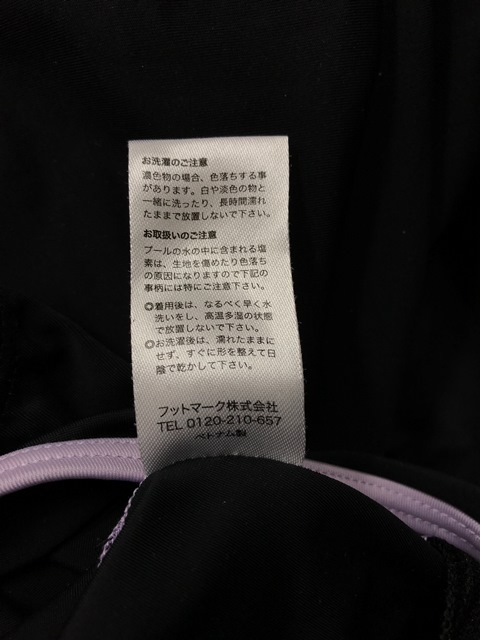 お洗濯のご注意
濃色物の場合、色落ちする事
があります。白や淡色の物と
一緒に洗ったり、長時間濡れ
たままで放置しないで下さい。
お取扱いのご注意
プールの水の中に含まれる塩
素は、生地を傷めたり色落ち
の原因になりますので下記の
事柄には特にご注意下さい。
◎着用後は、なるべく早く水
洗いをし、高温多湿の状態
で放置しないで下さい。
◎お洗濯後は、濡れたままに
せず、すぐに形を整えて日
陰で乾かして下さい。
フットマーク株式会社
TEL 0120-210-657
ベトナム製